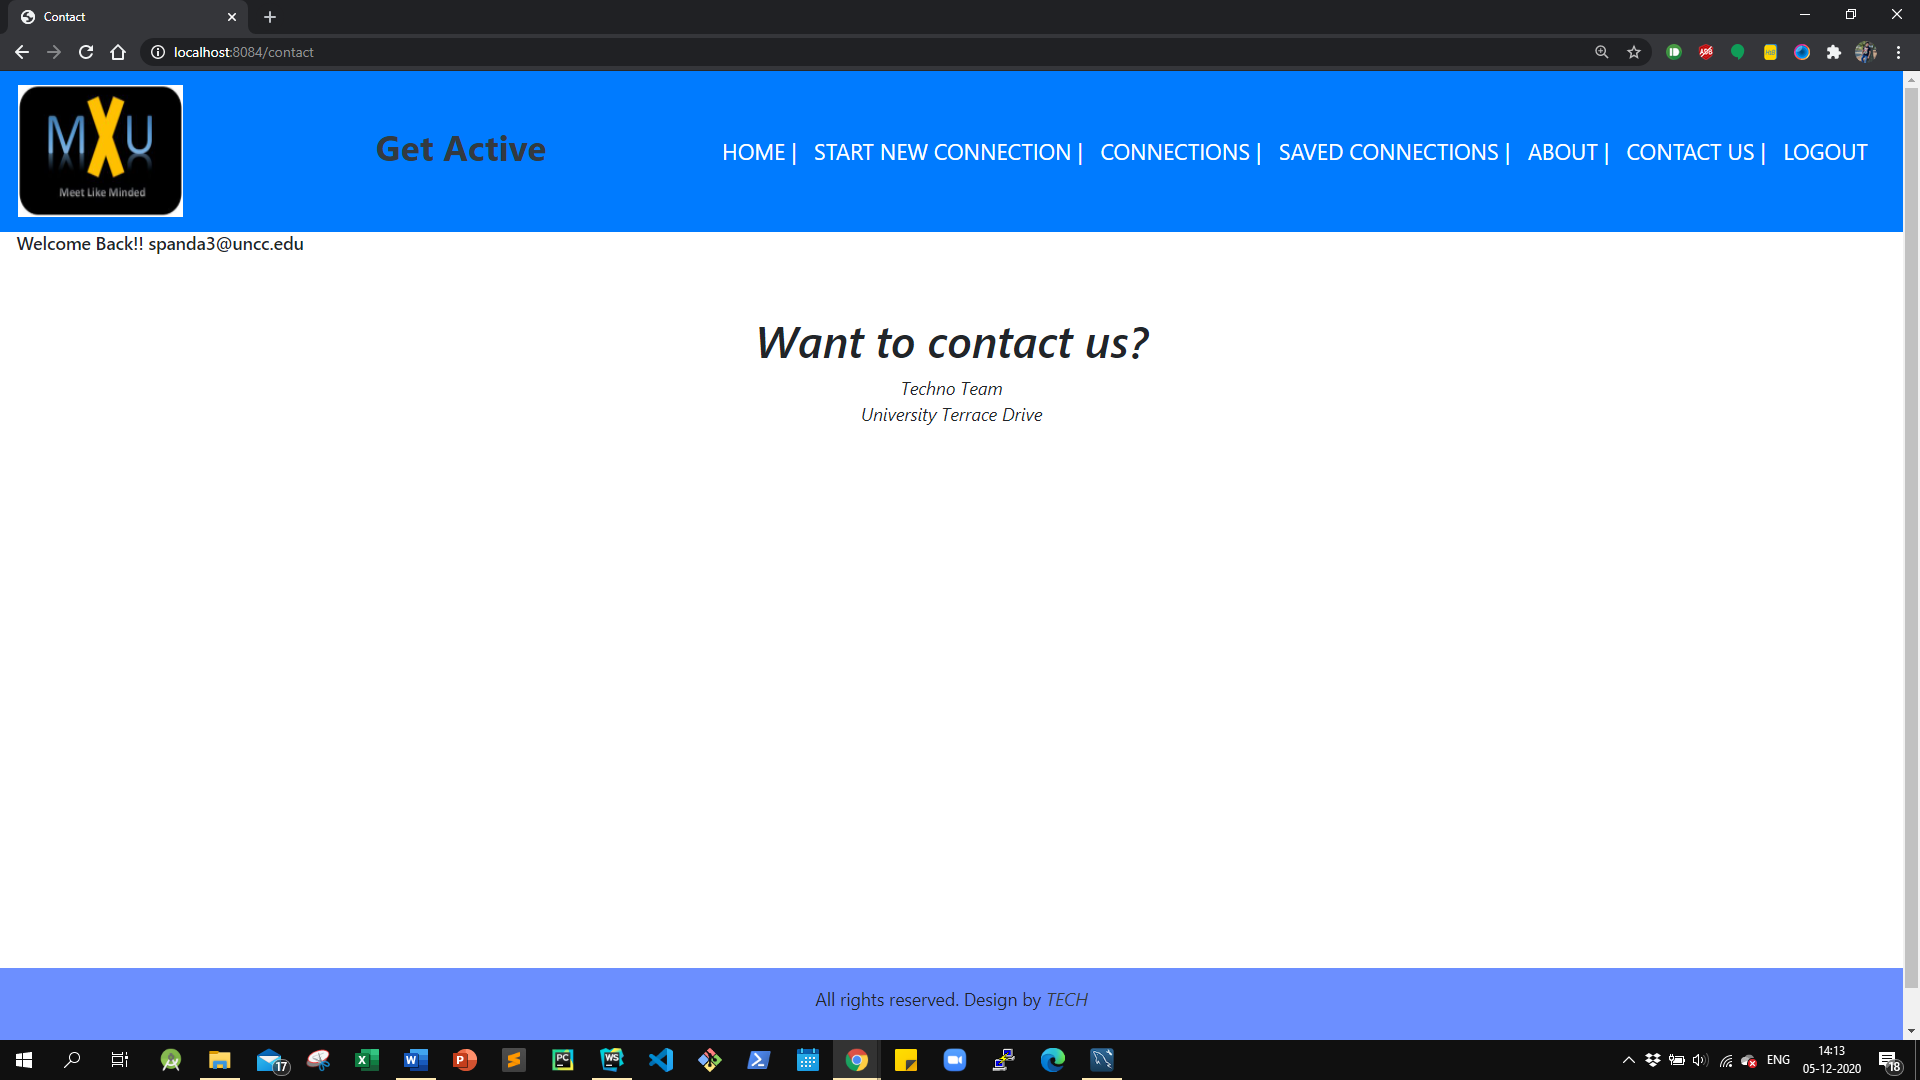 Contact
localhost:8084/contact
MXU
Meet Like Minded
Get Active
HOME | START NEW CONNECTION | CONNECTIONS | SAVED CONNECTIONS | ABOUT | CONTACT US | LOGOUT
Welcome Back!! spanda3@uncc.edu
Want to contact us?
Techno Team
University Terrace Drive
All rights reserved. Design by TECH
17
X
W
P
PC
WS
ENG
14:13
05-12-2020
18